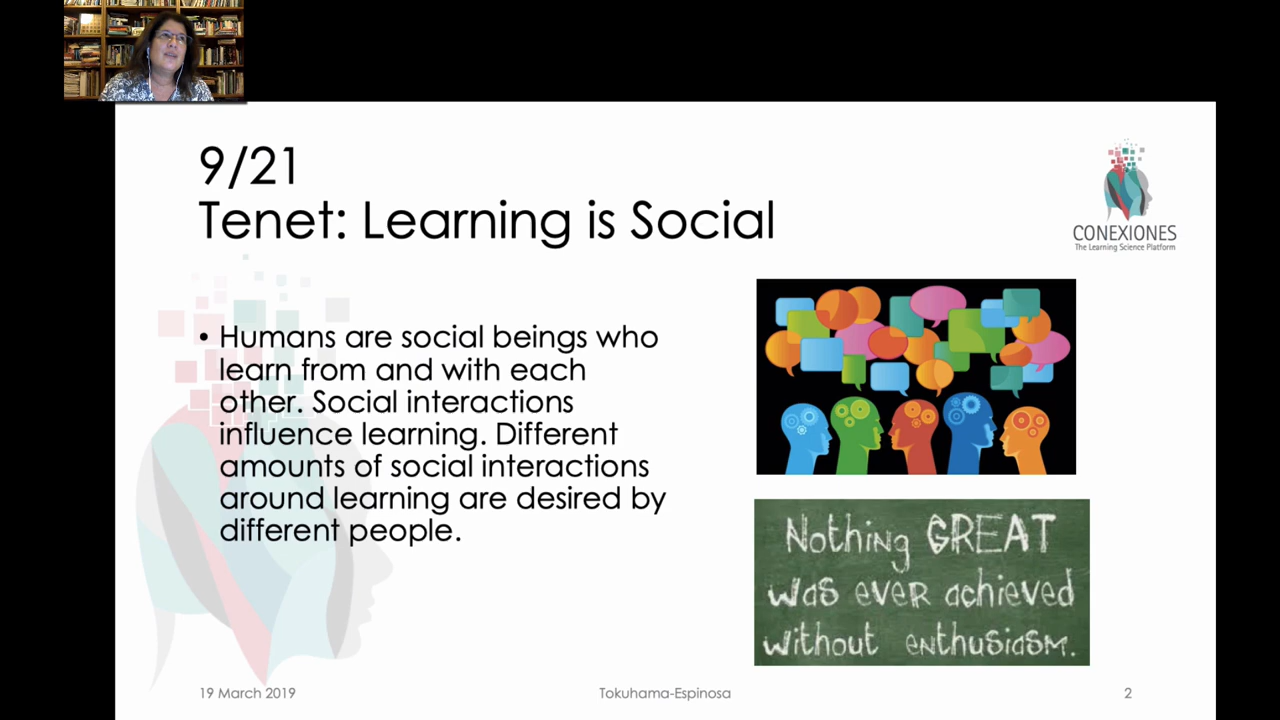 9/21
Tenet: Learning is Social
CONEXIONES
The Learning Science Platform
• Humans are social beings who
learn from and with each
other. Social interactions
influence learning. Different
amounts of social interactions
around learning are desired by
different people.
Nothing GREAT
was ever achieved
without enthusiasm.
19 March 2019
Tokuhama-Espinosa
2